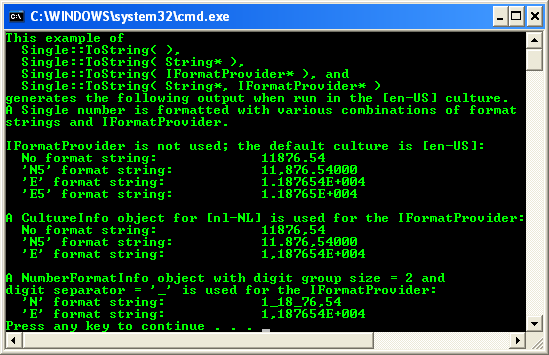 C:\WINDOWS\system32\cmd.exe
This example of
Single::ToString( ),
Single::ToString( String* ),
Single::ToString( IFormatProvider* ), and
Single::ToString( String*, IFormatProvider* )
generates the following output when run in the [en-US] culture.
A Single number is formatted with various combinations of format
strings and IFormatProvider.
IFormatProvider is not used; the default culture is [en-US]:
No format string: 11876.54
'N5' format string: 11,876.54000
'E' format string: 1.187654E+004
'E5' format string: 1.18765E+004
A CultureInfo object for [nl-NL] is used for the IFormatProvider:
No format string: 11876,54
'N5' format string: 11.876,54000
'E' format string: 1,187654E+004
A NumberFormatInfo object with digit group size = 2 and
digit separator = '_' is used for the IFormatProvider:
'N' format string: 1_18_76,54
'E' format string: 1,187654E+004
Press any key to continue . . .